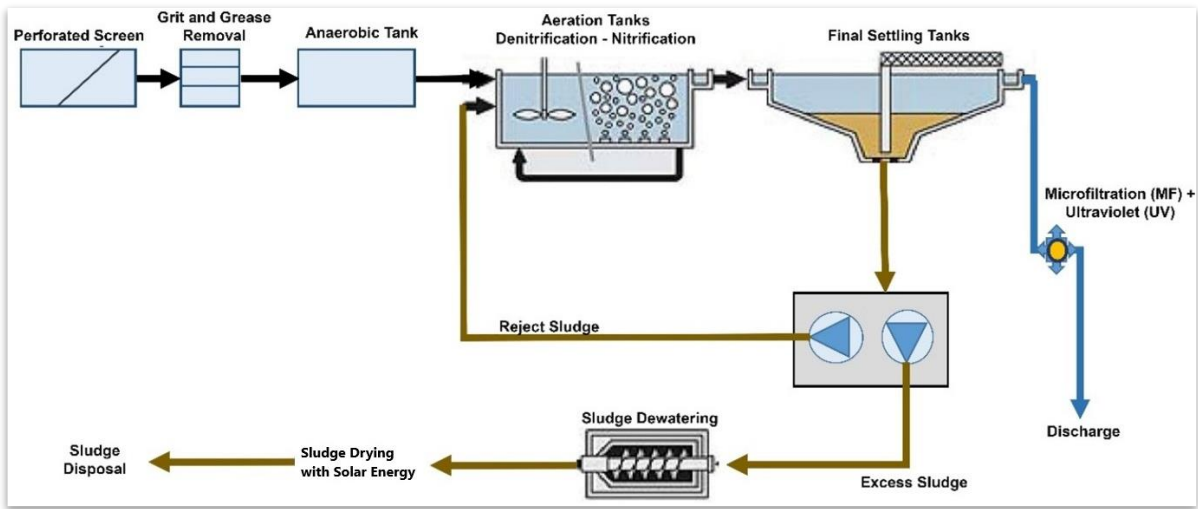 Perforated Screen
Grit and Grease
Removal
Anaerobic Tank
Aeration Tanks
Denitrification - Nitrification
Final Settling Tanks
Microfiltration (MF) +
Ultraviolet (UV)
Reject Sludge
Discharge
Sludge Dewatering
Excess Sludge
Sludge Drying
with Solar Energy
Sludge
Disposal